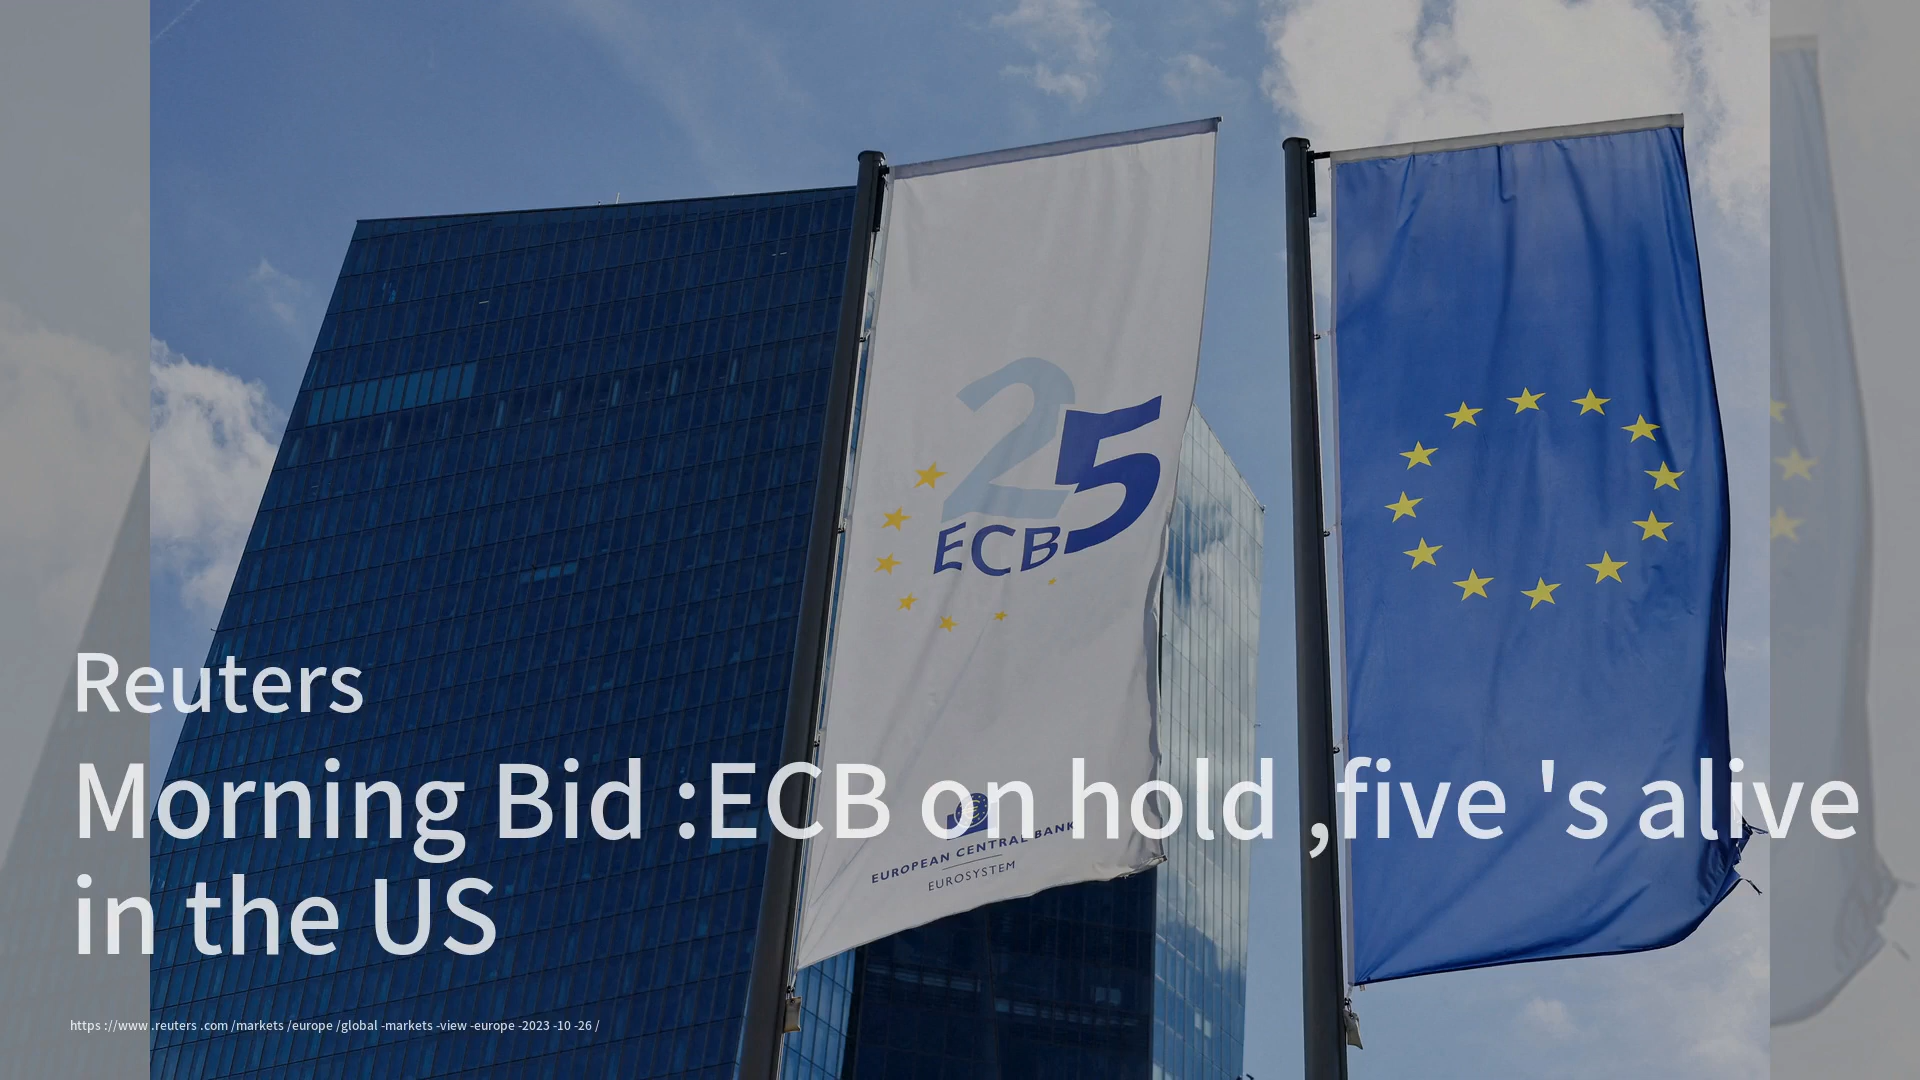 25
ECB
EUROPEAN CENTRAL BANK
EUROSYSTEM
Reuters
Morning Bid :ECB on hold ,five 's alive
in the US
https ://www .reuters .com /markets /europe /global -markets -view -europe -2023 -10 -26 /